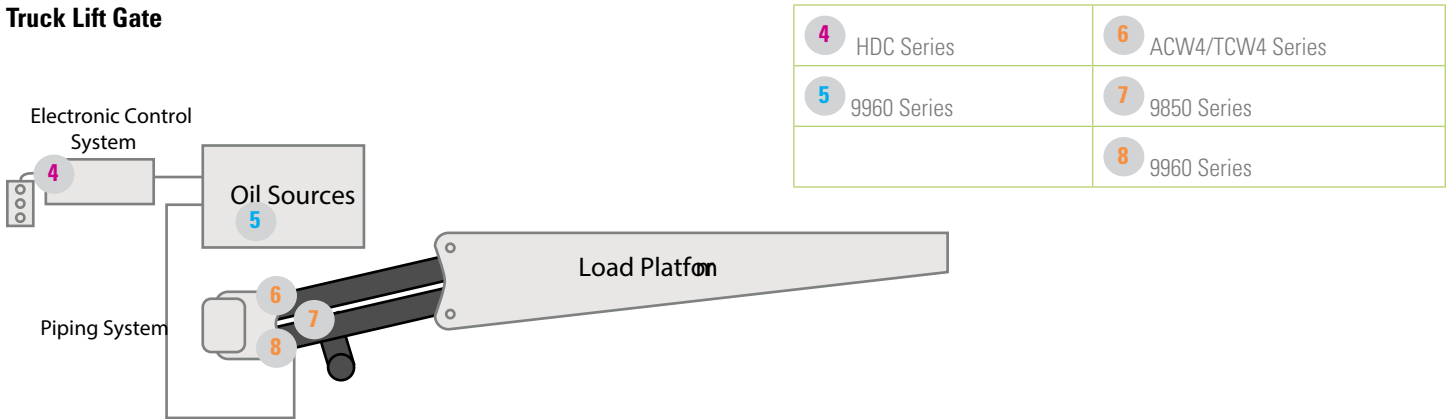 Truck Lift Gate
4 HDC Series
6 ACW4/TCW4 Series
5 9960 Series
7 9850 Series
8 9960 Series
Electronic Control
System
4
Oil Sources
5
Load Platform
6
7
Piping System
8